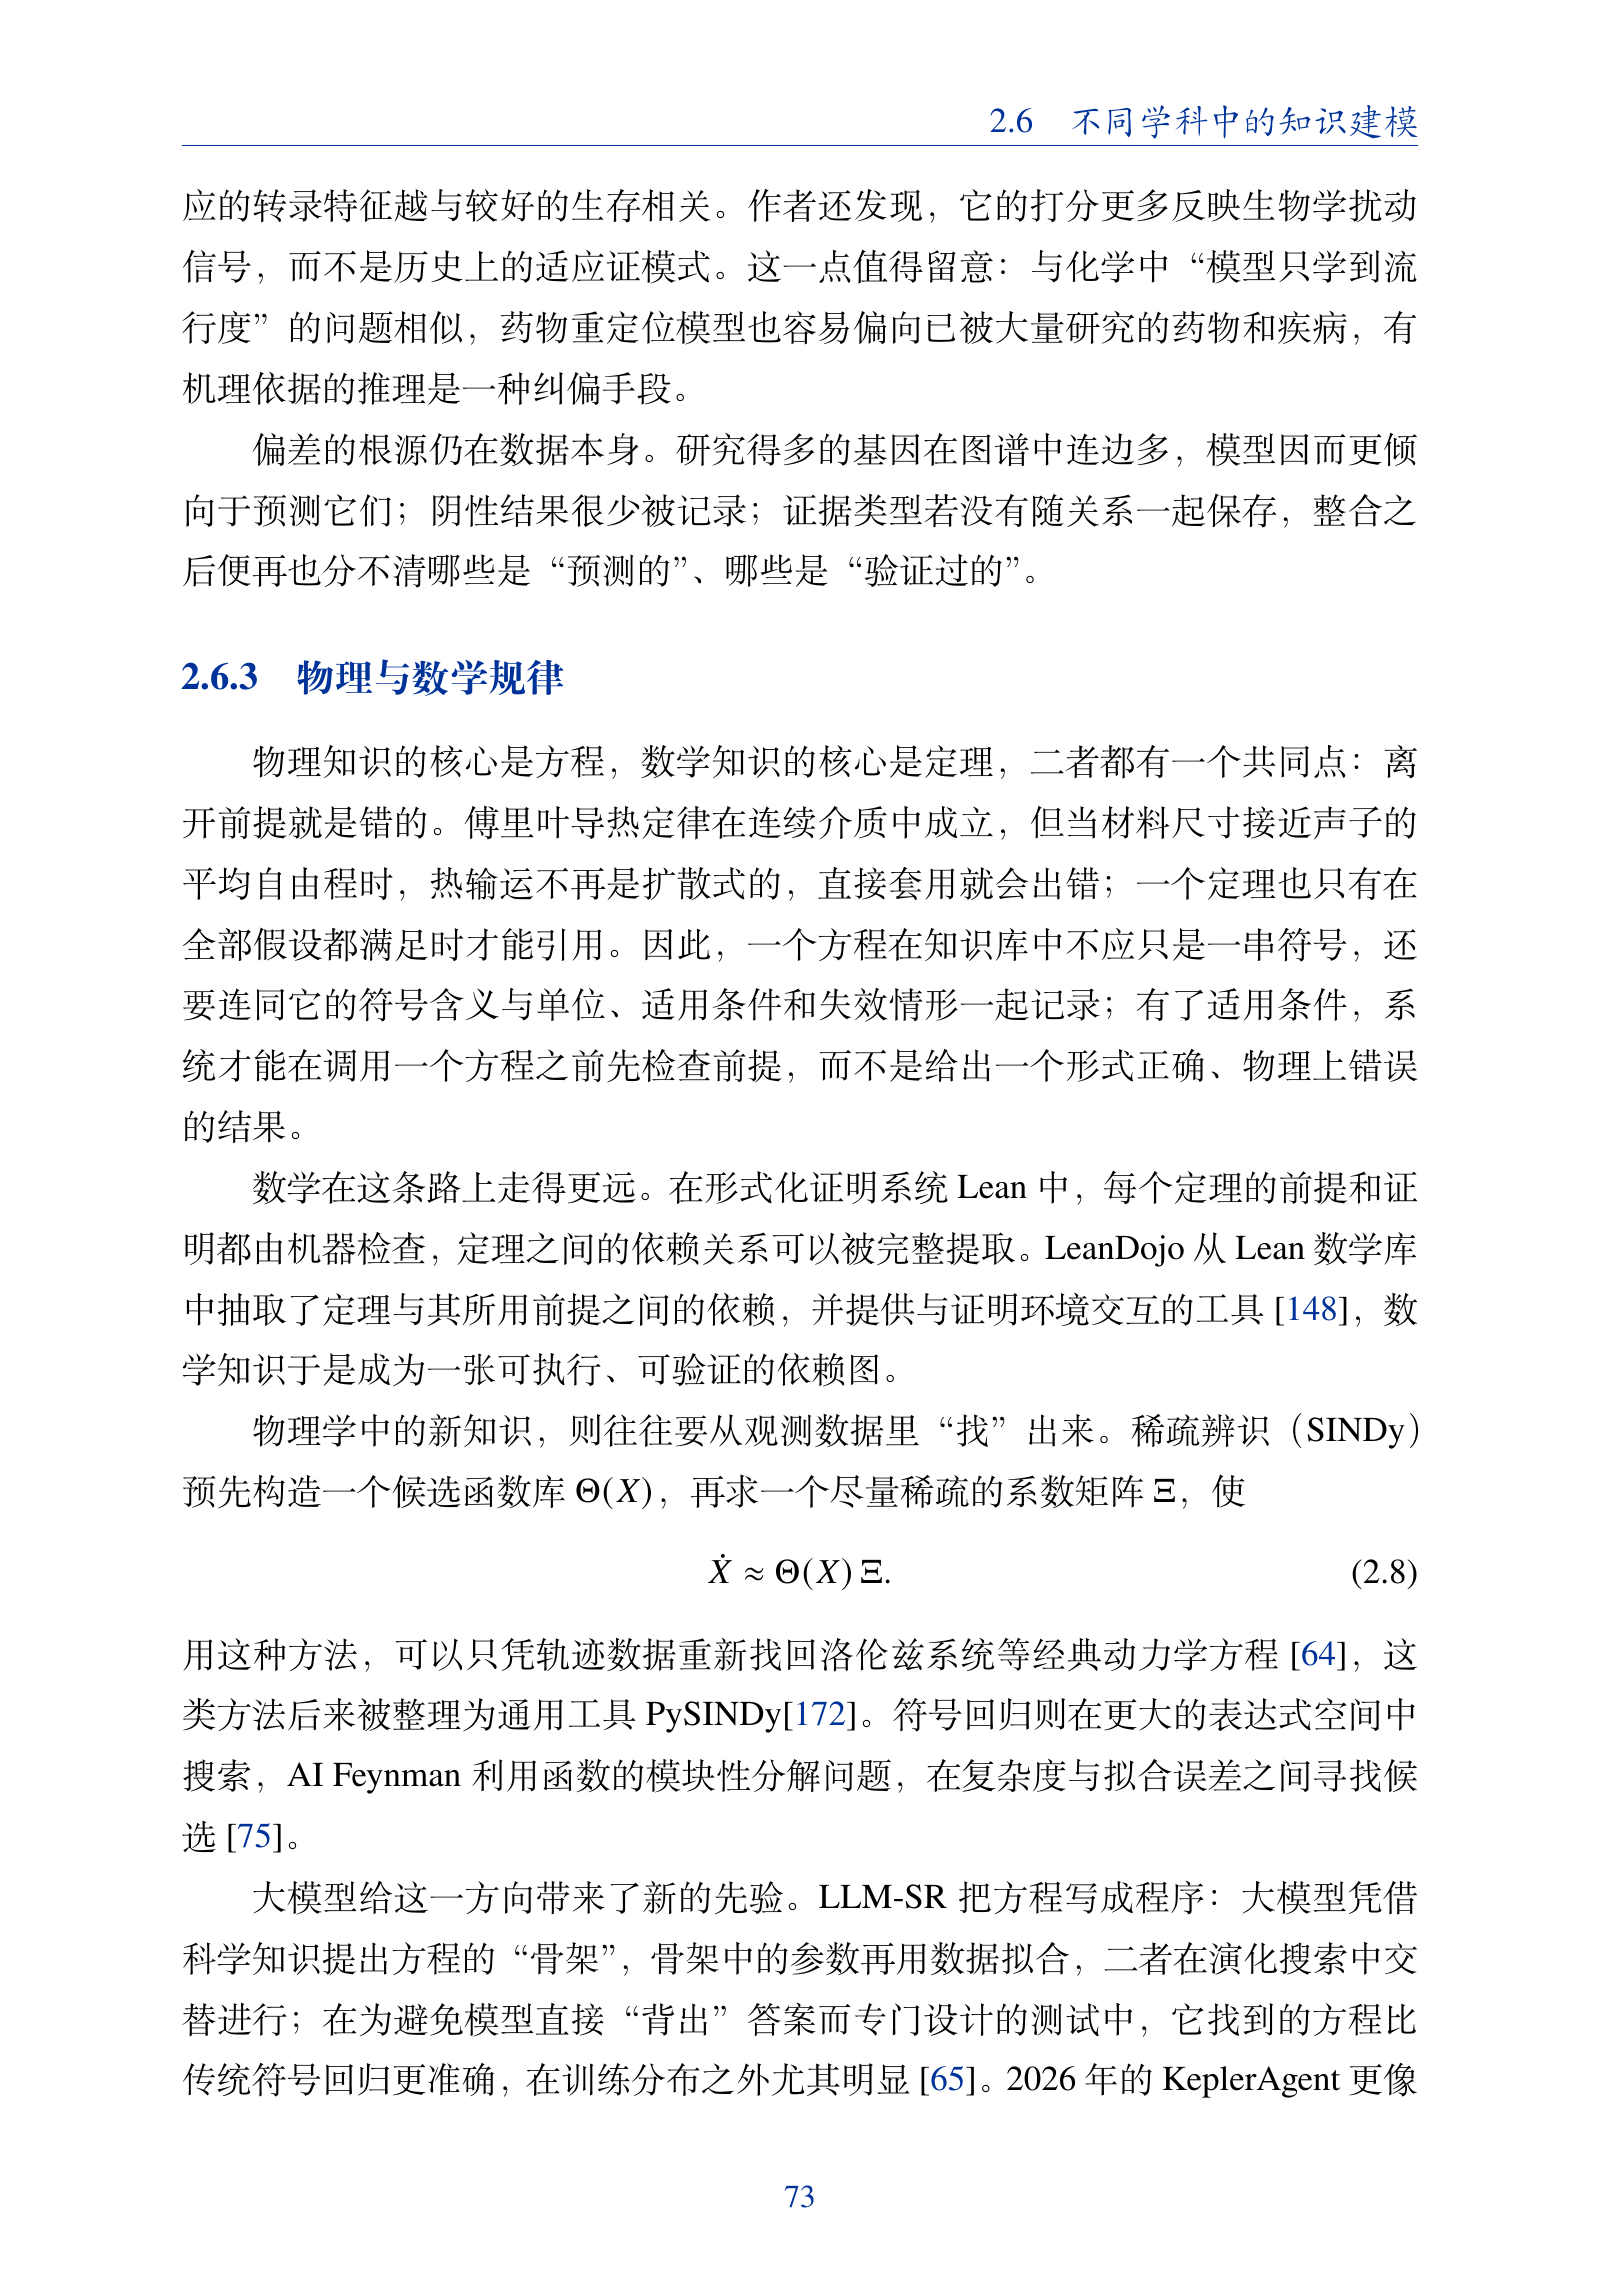 2.6 不同学科中的知识建模
应的转录特征越与较好的生存相关。作者还发现，它的打分更多反映生物学扰动
信号，而不是历史上的适应证模式。这一点值得留意：与化学中“模型只学到流
行度”的问题相似，药物重定位模型也容易偏向已被大量研究的药物和疾病，有
机理依据的推理是一种纠偏手段。
偏差的根源仍在数据本身。研究得多的基因在图谱中连边多，模型因而更倾
向于预测它们；阴性结果很少被记录；证据类型若没有随关系一起保存，整合之
后便再也分不清哪些是“预测的”、哪些是“验证过的”。
2.6.3 物理与数学规律
物理知识的核心是方程，数学知识的核心是定理，二者都有一个共同点：离
开前提就是错的。傅里叶导热定律在连续介质中成立，但当材料尺寸接近声子的
平均自由程时，热输运不再是扩散式的，直接套用就会出错；一个定理也只有在
全部假设都满足时才能引用。因此，一个方程在知识库中不应只是一串符号，还
要连同它的符号含义与单位、适用条件和失效情形一起记录；有了适用条件，系
统才能在调用一个方程之前先检查前提，而不是给出一个形式正确、物理上错误
的结果。
数学在这条路上走得更远。在形式化证明系统 Lean 中，每个定理的前提和证
明都由机器检查，定理之间的依赖关系可以被完整提取。LeanDojo 从 Lean 数学库
中抽取了定理与其所用前提之间的依赖，并提供与证明环境交互的工具 [148]，数
学知识于是成为一张可执行、可验证的依赖图。
物理学中的新知识，则往往要从观测数据里“找”出来。稀疏辨识（SINDy）
预先构造一个候选函数库 Θ(X)，再求一个尽量稀疏的系数矩阵 Ξ，使
Ẋ ≈ Θ(X) Ξ. (2.8)
用这种方法，可以只凭轨迹数据重新找回洛伦兹系统等经典动力学方程 [64]，这
类方法后来被整理为通用工具 PySINDy[172]。符号回归则在更大的表达式空间中
搜索，AI Feynman 利用函数的模块性分解问题，在复杂度与拟合误差之间寻找候
选 [75]。
大模型给这一方向带来了新的先验。LLM-SR 把方程写成程序：大模型凭借
科学知识提出方程的“骨架”，骨架中的参数再用数据拟合，二者在演化搜索中交
替进行；在为避免模型直接“背出”答案而专门设计的测试中，它找到的方程比
传统符号回归更准确，在训练分布之外尤其明显 [65]。2026 年的 KeplerAgent 更像
73